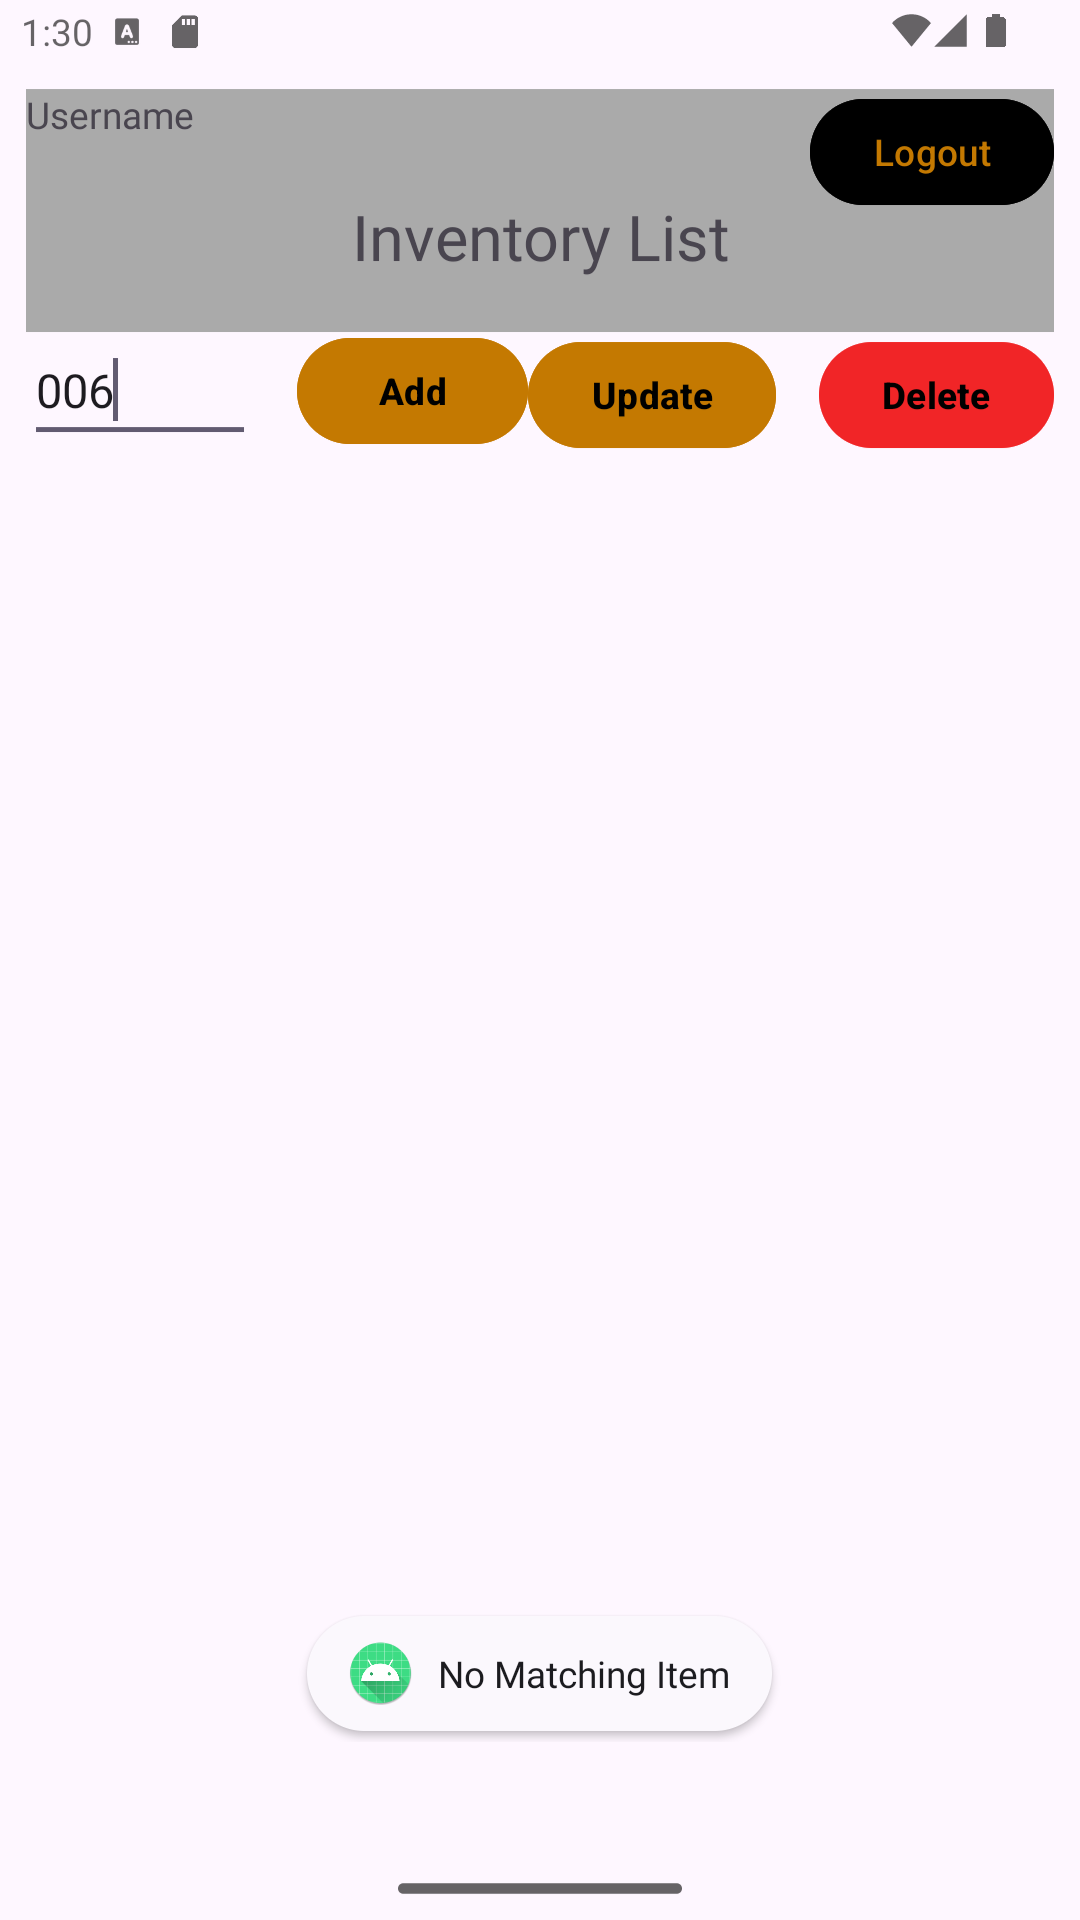 1:30
Username
Logout
Inventory List
006
Add
Update
Delete
No Matching Item